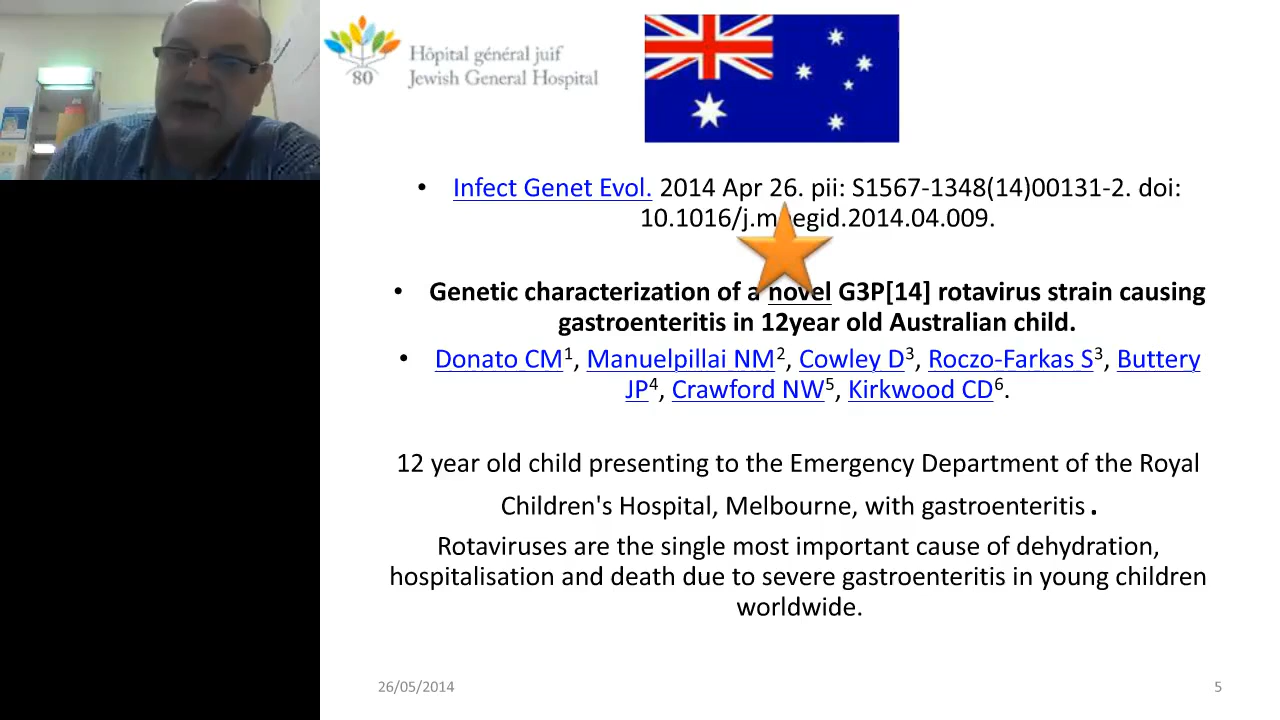 Hôpital général juif
Jewish General Hospital
80
• Infect Genet Evol. 2014 Apr 26. pii: S1567-1348(14)00131-2. doi:
10.1016/j.m egid.2014.04.009.
• Genetic characterization of a novel G3P[14] rotavirus strain causing
gastroenteritis in 12year old Australian child.
• Donato CM1, Manuelpillai NM2, Cowley D3, Roczo-Farkas S3, Buttery
JP4, Crawford NW5, Kirkwood CD6.
12 year old child presenting to the Emergency Department of the Royal
Children's Hospital, Melbourne, with gastroenteritis .
Rotaviruses are the single most important cause of dehydration,
hospitalisation and death due to severe gastroenteritis in young children
worldwide.
26/05/2014
5